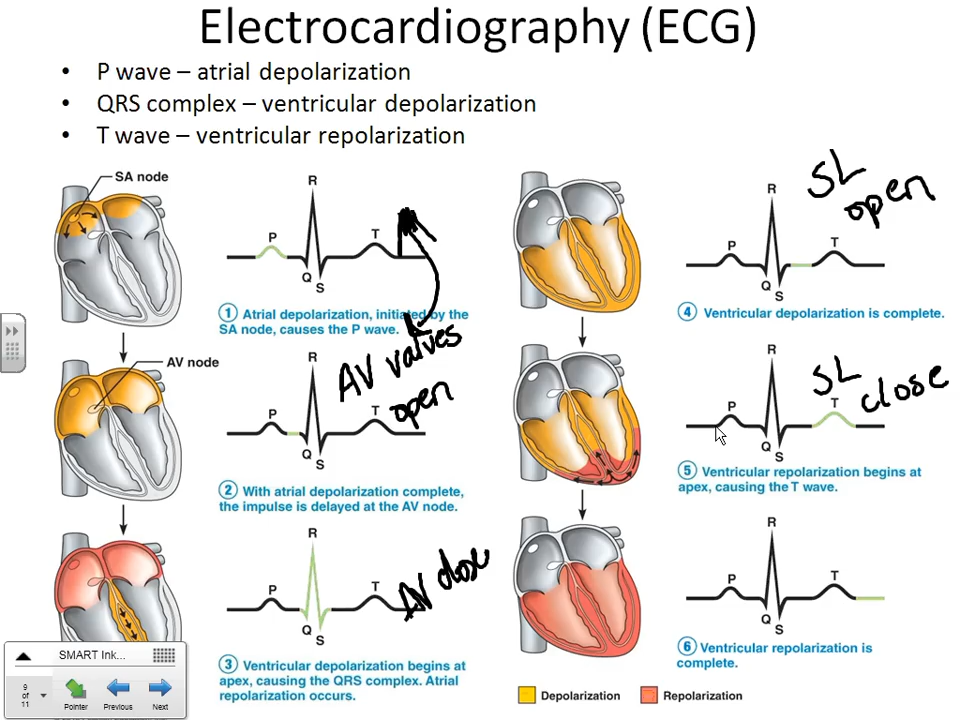 Electrocardiography (ECG)
• P wave – atrial depolarization
• QRS complex – ventricular depolarization
• T wave – ventricular repolarization
SA node
R
P
T
Q
S
1 Atrial depolarization, initiated by the
SA node, causes the P wave.
AV valves
open
AV node
R
P
T
Q
S
2 With atrial depolarization complete,
the impulse is delayed at the AV node.
R
P
T
Q
S
AV close
3 Ventricular depolarization begins at
apex, causing the QRS complex. Atrial
repolarization occurs.
R
P
T
Q
S
SL
open
4 Ventricular depolarization is complete.
R
P
T
Q
S
SL
close
5 Ventricular repolarization begins at
apex, causing the T wave.
R
P
T
Q
S
6 Ventricular repolarization is
complete.
Depolarization
Repolarization
SMART Ink...
9
of
11
Pointer
Previous
Next